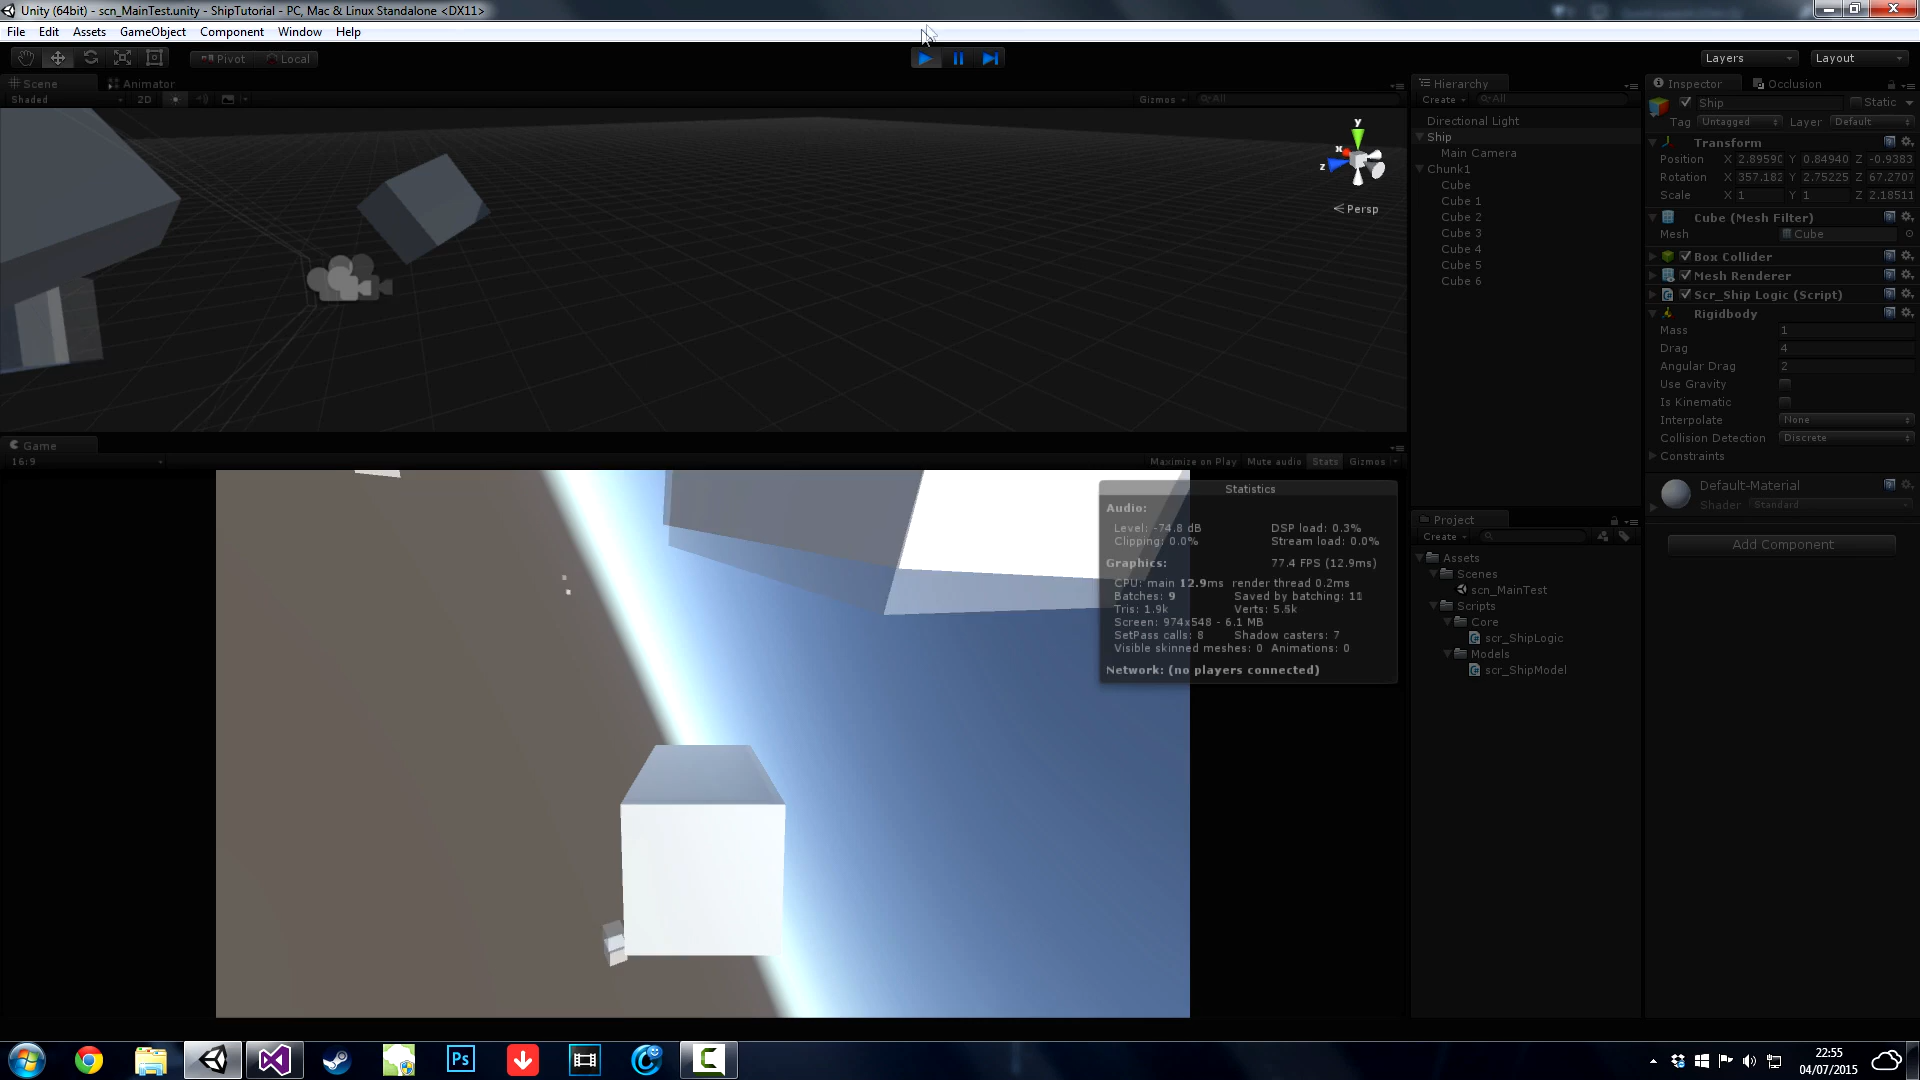 Unity (64bit) - scn_MainTest.unity - ShipTutorial - PC, Mac & Linux Standalone <DX11>
File Edit Assets GameObject Component Window Help
Pivot Local
Layers Layout
Scene Animator
Shaded 2D Gizmos All
y
x
z
Persp
Hierarchy
Create All
Directional Light
Ship
Main Camera
Chunk1
Cube
Cube 1
Cube 2
Cube 3
Cube 4
Cube 5
Cube 6
Inspector Occlusion
Ship Static
Tag Untagged Layer Default
Transform
Position X 2.8959 Y 0.84940 Z -0.9383
Rotation X 357.182 Y 2.75225 Z 67.2707
Scale X 1 Y 1 Z 2.18511
Cube (Mesh Filter)
Mesh Cube
Box Collider
Mesh Renderer
Scr_Ship Logic (Script)
Rigidbody
Mass 1
Drag 4
Angular Drag 2
Use Gravity
Is Kinematic
Interpolate None
Collision Detection Discrete
Constraints
Default-Material
Shader Standard
Add Component
Game
16:9 Maximize on Play Mute audio Stats Gizmos
Statistics
Audio:
Level: -74.8 dB DSP load: 0.3%
Clipping: 0.0% Stream load: 0.0%
Graphics: 77.4 FPS (12.9ms)
CPU: main 12.9ms render thread 0.2ms
Batches: 9 Saved by batching: 11
Tris: 1.9k Verts: 5.5k
Screen: 974x548 - 6.1 MB
SetPass calls: 8 Shadow casters: 7
Visible skinned meshes: 0 Animations: 0
Network: (no players connected)
Project
Create
Assets
Scenes
scn_MainTest
Scripts
Core
scr_ShipLogic
Models
scr_ShipModel
Ps
22:55
04/07/2015